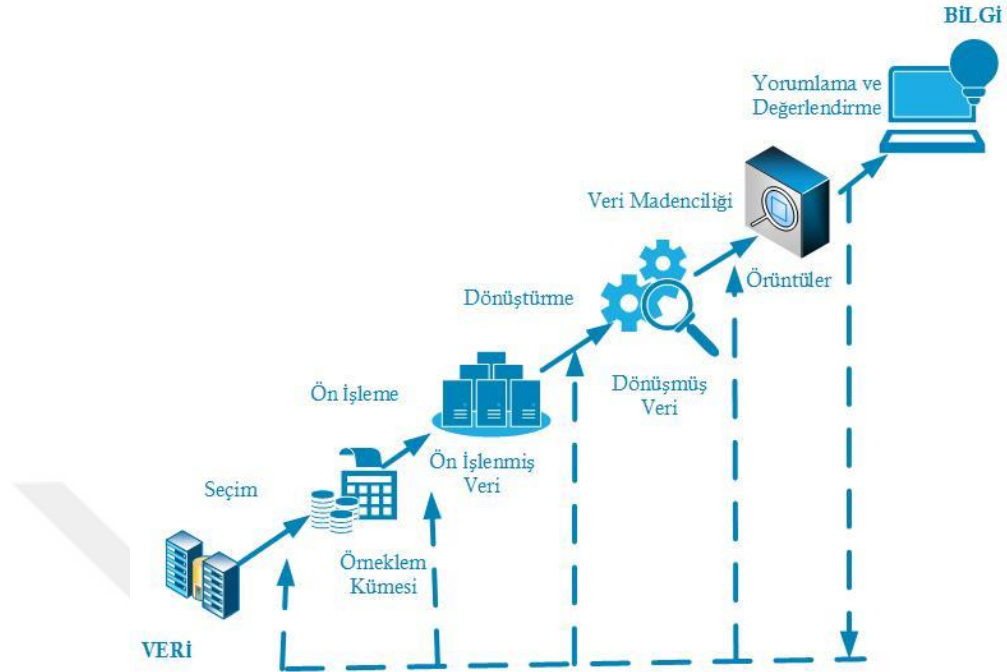 BİLGİ
Yorumlama ve
Değerlendirme
Veri Madenciliği
Örüntüler
Dönüştürme
Dönüşmüş
Veri
Ön İşleme
Ön İşlenmiş
Veri
Seçim
Örneklem
Kümesi
VERİ